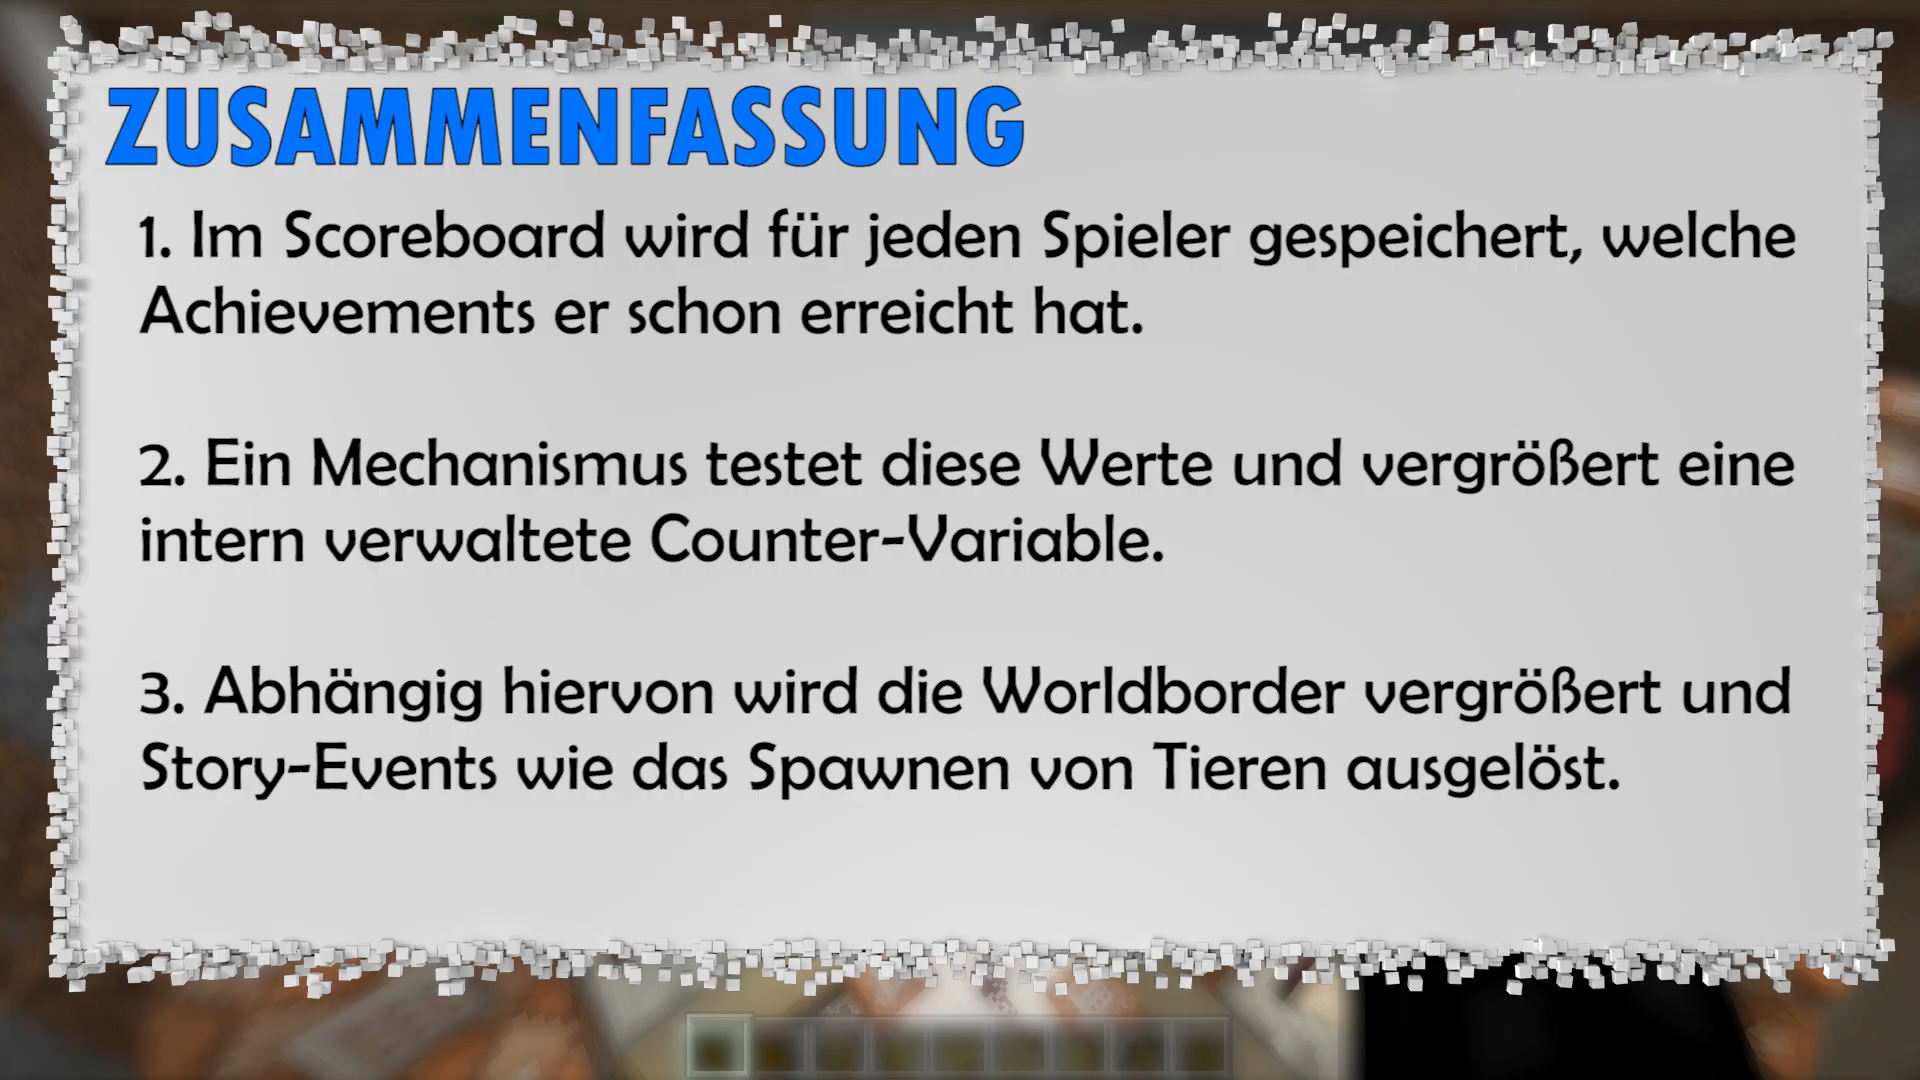 ZUSAMMENFASSUNG
1. Im Scoreboard wird für jeden Spieler gespeichert, welche
Achievements er schon erreicht hat.
2. Ein Mechanismus testet diese Werte und vergrößert eine
intern verwaltete Counter-Variable.
3. Abhängig hiervon wird die Worldborder vergrößert und
Story-Events wie das Spawnen von Tieren ausgelöst.